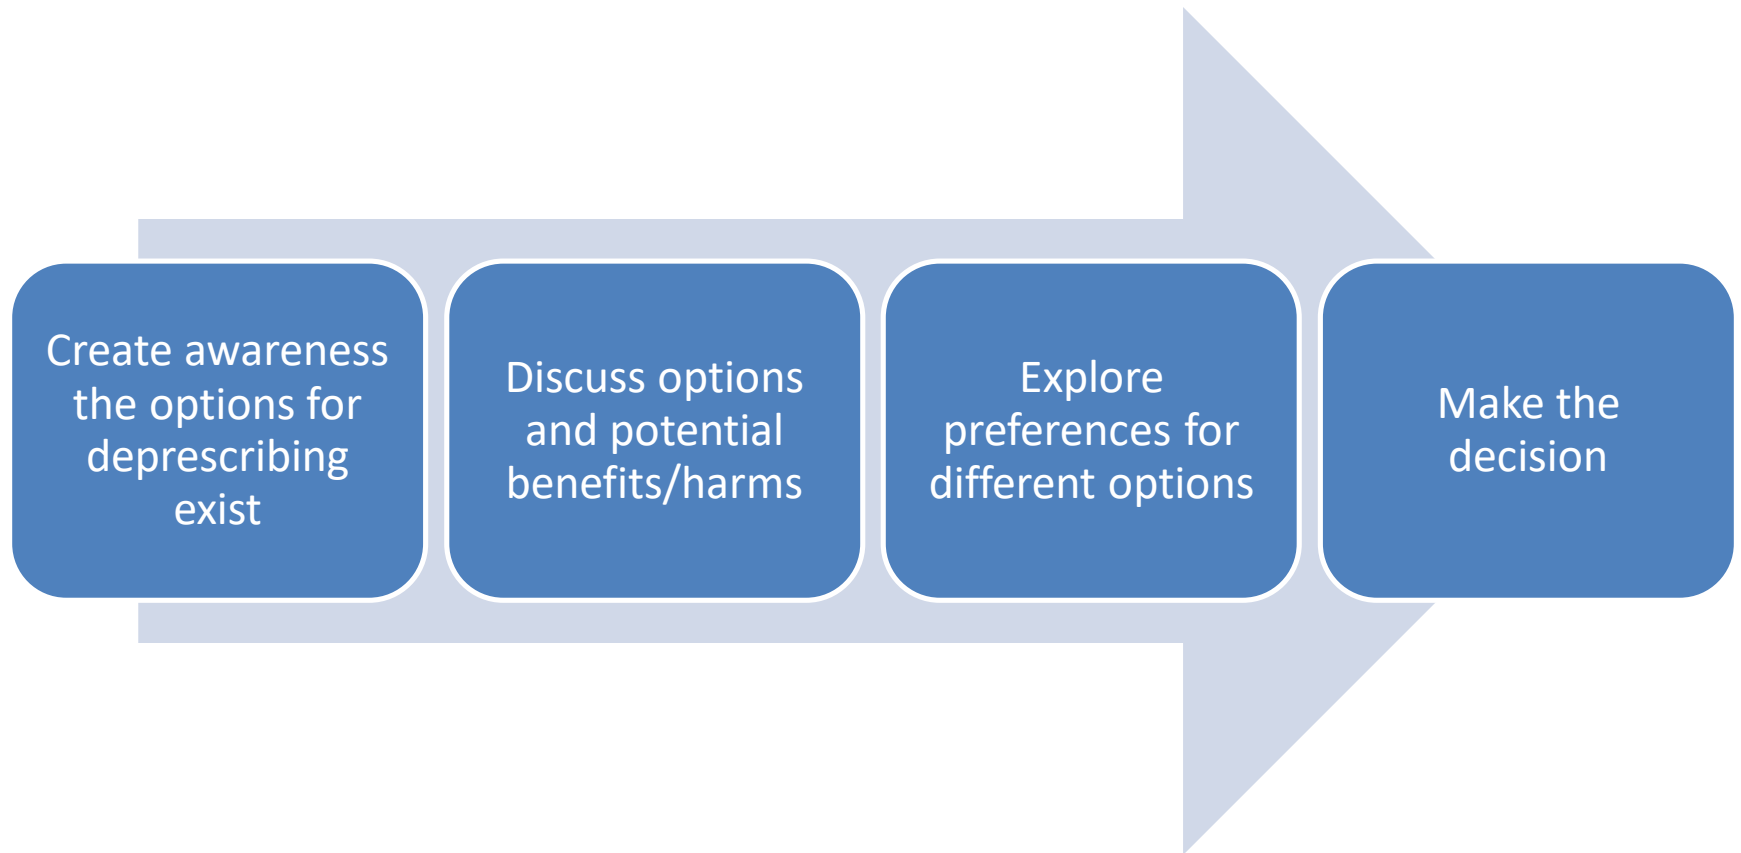 Create awareness
the options for
deprescribing
exist
Discuss options
and potential
benefits/harms
Explore
preferences for
different options
Make the
decision